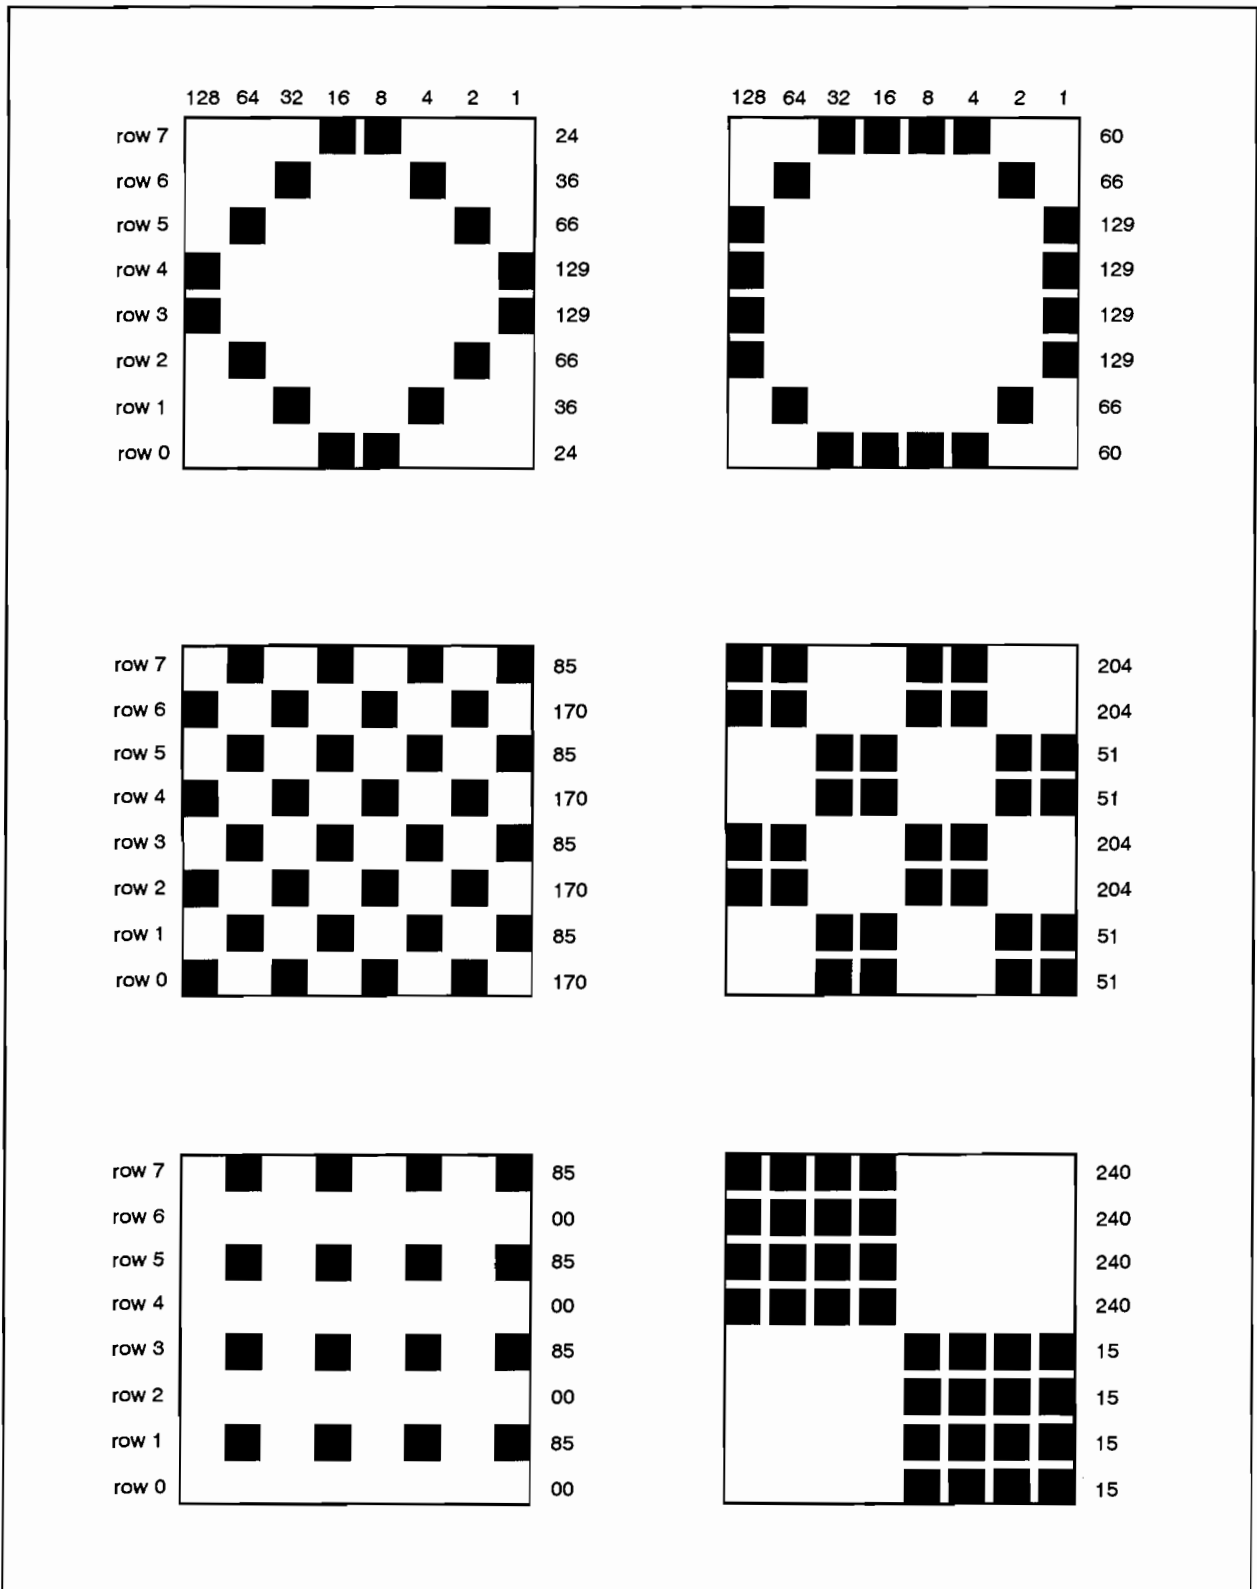 128 64 32 16 8 4 2 1 128 64 32 16 8 4 2 1
row 7 24 60
row 6 36 66
row 5 66 129
row 4 129 129
row 3 129 129
row 2 66 129
row 1 36 66
row 0 24 60
row 7 85 204
row 6 170 204
row 5 85 51
row 4 170 51
row 3 85 204
row 2 170 204
row 1 85 51
row 0 170 51
row 7 85 240
row 6 00 240
row 5 85 240
row 4 00 240
row 3 85 15
row 2 00 15
row 1 85 15
row 0 00 15